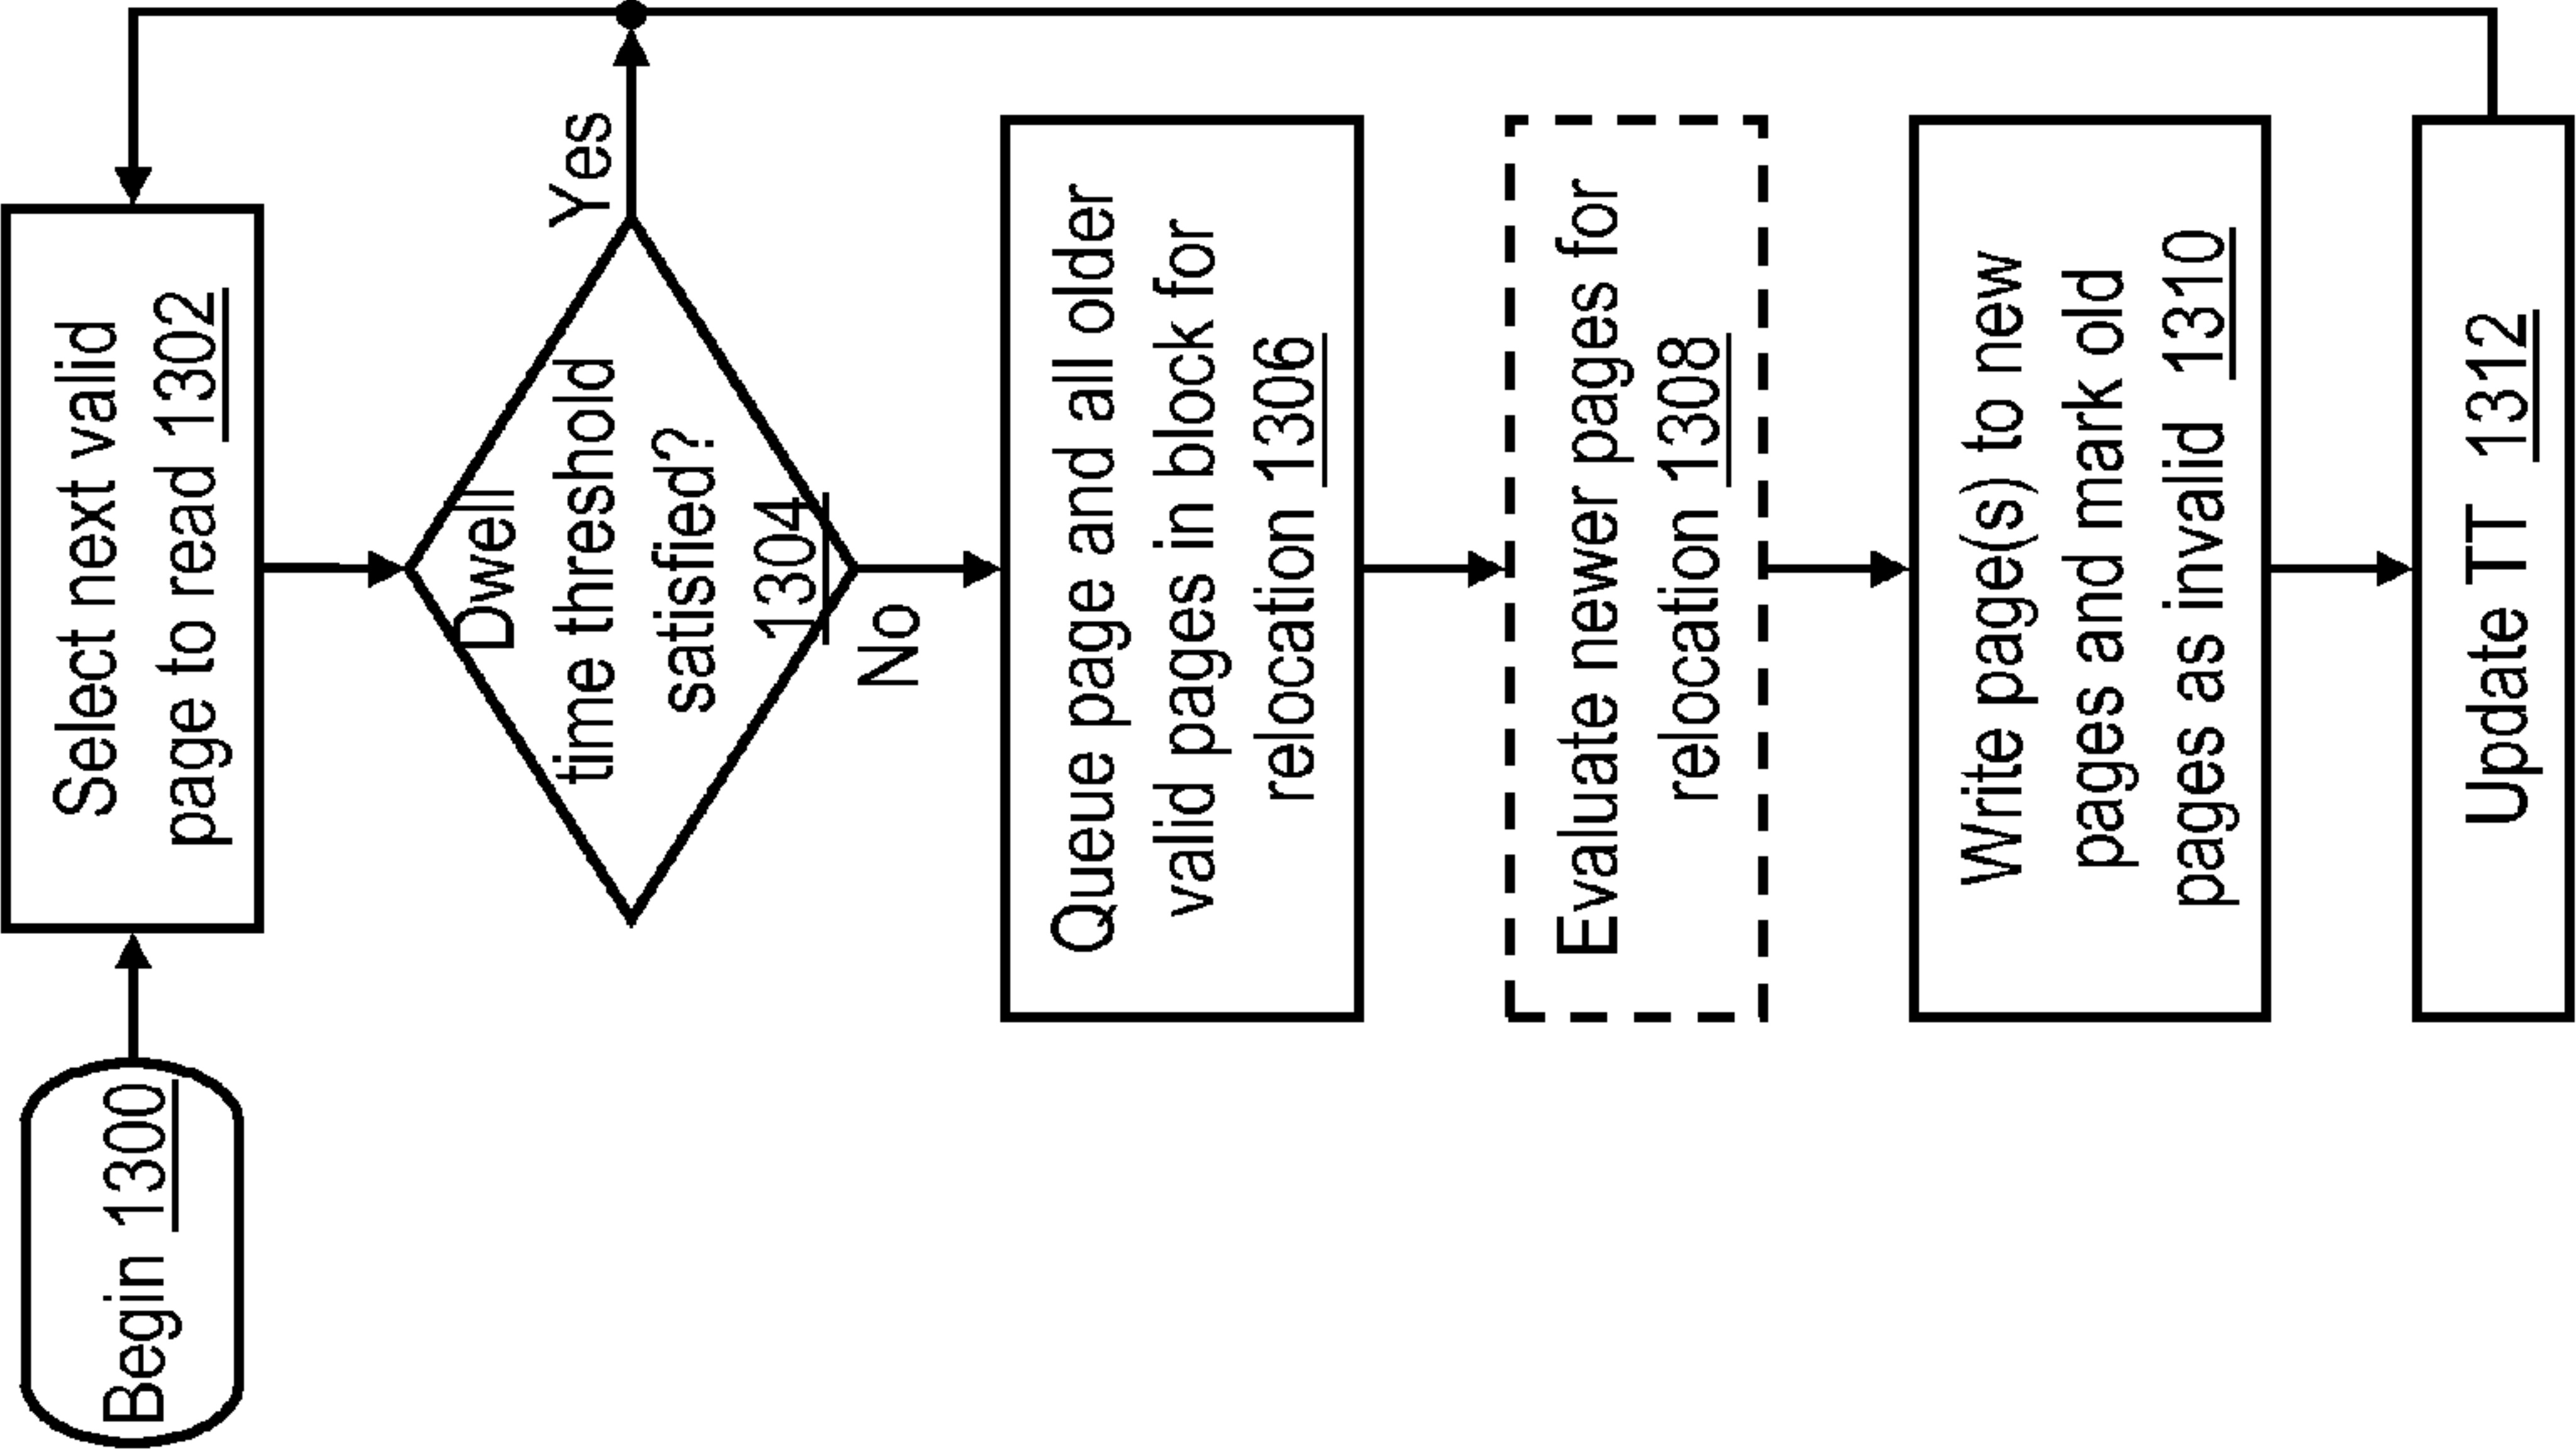 Begin 1300
Select next valid
page to read 1302
Dwell
time threshold
satisfied?
1304
Yes
No
Queue page and all older
valid pages in block for
relocation 1306
Evaluate newer pages for
relocation 1308
Write page(s) to new
pages and mark old
pages as invalid 1310
Update TT 1312